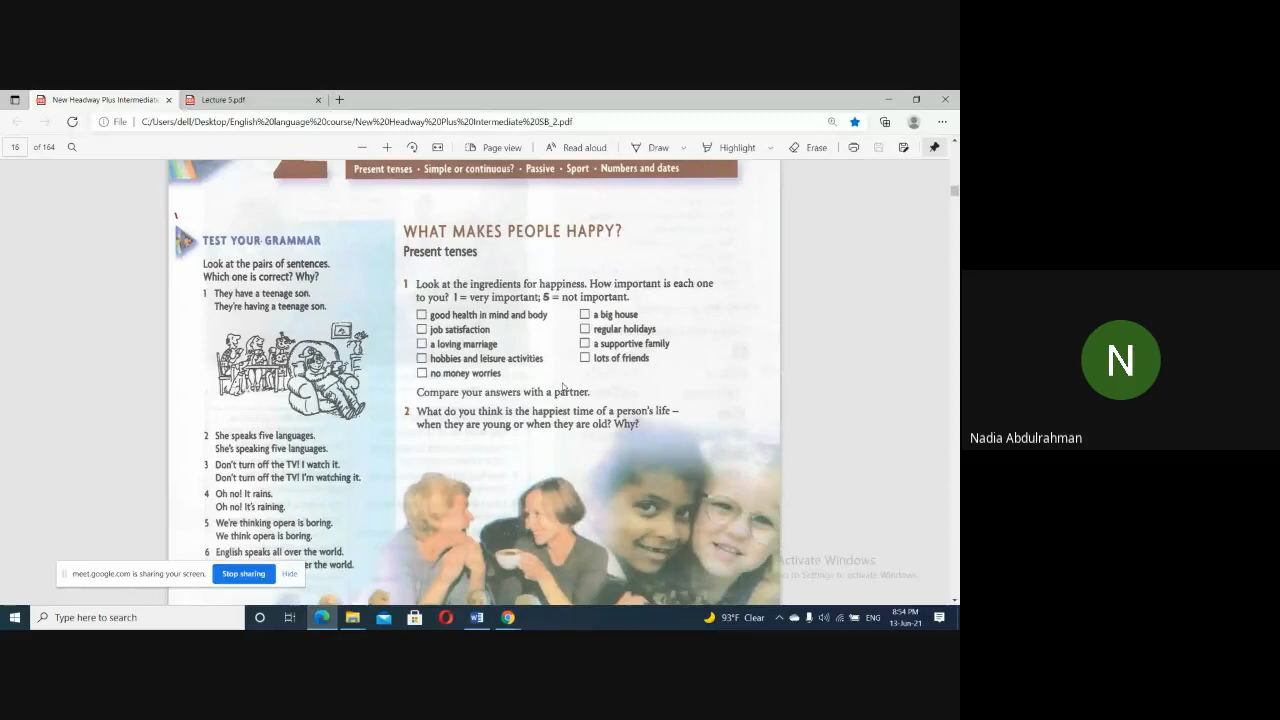 New Headway Plus Intermediate
Lecture 5.pdf
File
C:/Users/dell/Desktop/English%20language%20course/New%20Headway%20Plus%20Intermediate%20SB_2.pdf
16 of 164
Page view
Read aloud
Draw
Highlight
Erase
Present tenses • Simple or continuous? • Passive • Sport • Numbers and dates
TEST YOUR GRAMMAR
Look at the pairs of sentences.
Which one is correct? Why?
1 They have a teenage son.
They're having a teenage son.
2 She speaks five languages.
She's speaking five languages.
3 Don't turn off the TV! I watch it.
Don't turn off the TV! I'm watching it.
4 Oh no! It rains.
Oh no! It's raining.
5 We're thinking opera is boring.
We think opera is boring.
6 English speaks all over the world.
er the world.
WHAT MAKES PEOPLE HAPPY?
Present tenses
1 Look at the ingredients for happiness. How important is each one
to you? 1 = very important; 5 = not important.
good health in mind and body
job satisfaction
a loving marriage
hobbies and leisure activities
no money worries
a big house
regular holidays
a supportive family
lots of friends
Compare your answers with a partner.
2 What do you think is the happiest time of a person's life –
when they are young or when they are old? Why?
Activate Windows
Go to Settings to activate Windows.
meet.google.com is sharing your screen.
Stop sharing
Hide
Type here to search
93°F Clear
ENG
8:54 PM
13-Jun-21
N
Nadia Abdulrahman